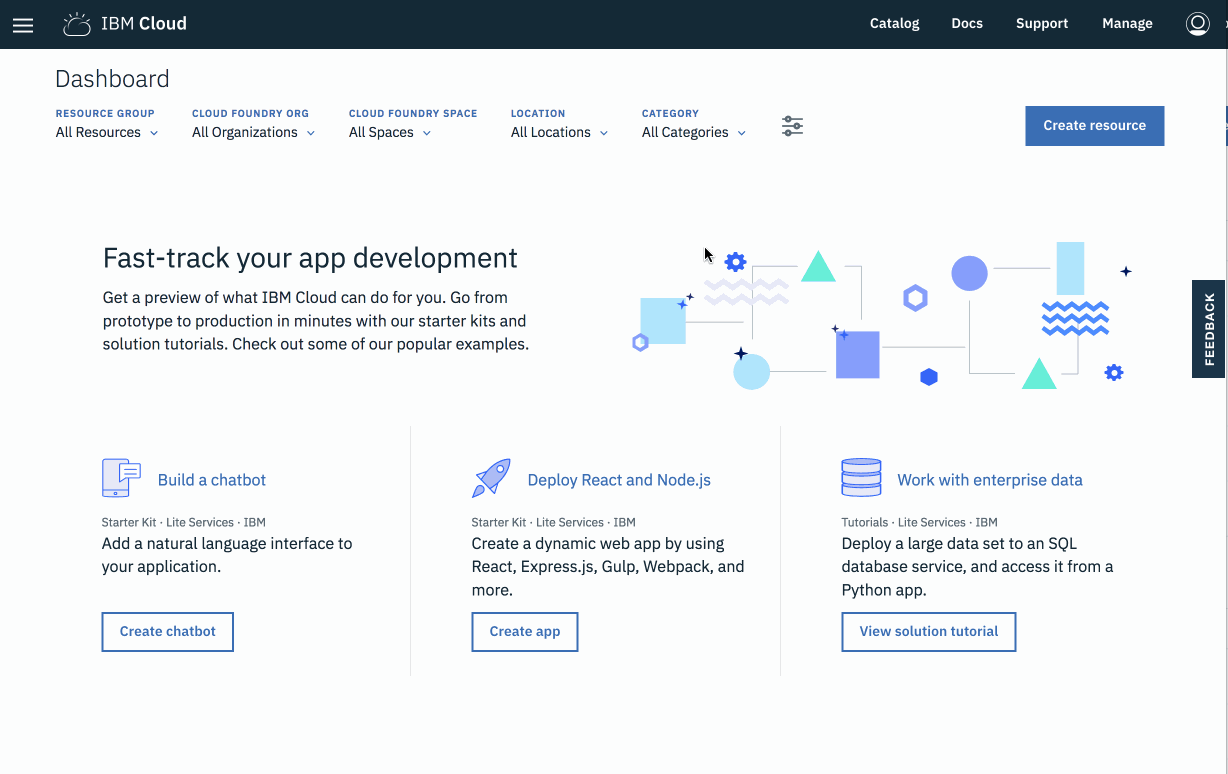 IBM Cloud
Catalog Docs Support Manage
Dashboard
RESOURCE GROUP CLOUD FOUNDRY ORG CLOUD FOUNDRY SPACE LOCATION CATEGORY
All Resources All Organizations All Spaces All Locations All Categories
Create resource
Fast-track your app development
Get a preview of what IBM Cloud can do for you. Go from
prototype to production in minutes with our starter kits and
solution tutorials. Check out some of our popular examples.
FEEDBACK
Build a chatbot
Starter Kit · Lite Services · IBM
Add a natural language interface to
your application.
Create chatbot
Deploy React and Node.js
Starter Kit · Lite Services · IBM
Create a dynamic web app by using
React, Express.js, Gulp, Webpack, and
more.
Create app
Work with enterprise data
Tutorials · Lite Services · IBM
Deploy a large data set to an SQL
database service, and access it from a
Python app.
View solution tutorial